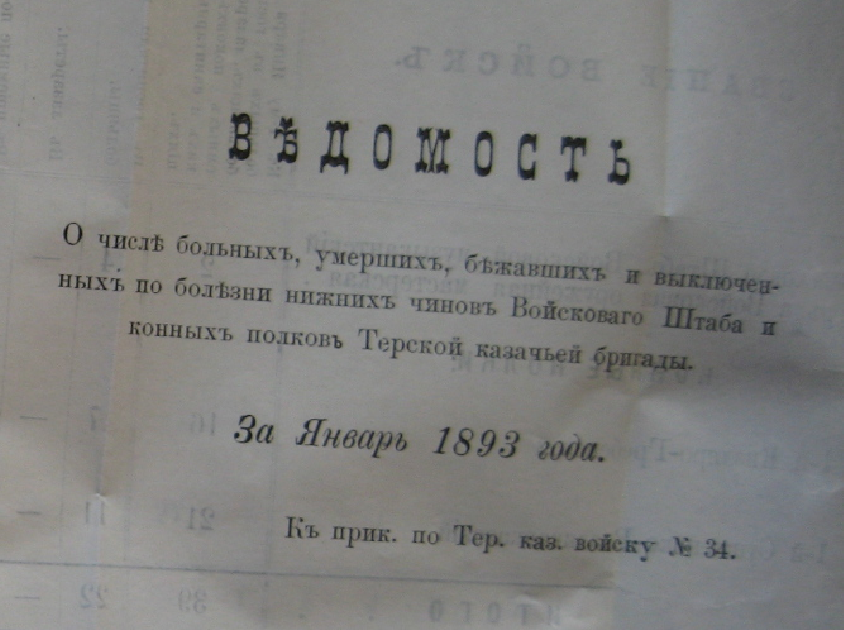 ВѢДОМОСТЬ
О числѣ больныхъ, умершихъ, бѣжавшихъ и выключен-
ныхъ по болѣзни нижнихъ чиновъ Войсковаго Штаба и
конныхъ полковъ Терской казачьей бригады.
За Январь 1893 года.
Къ прик. по Тер. каз. войску № 34.